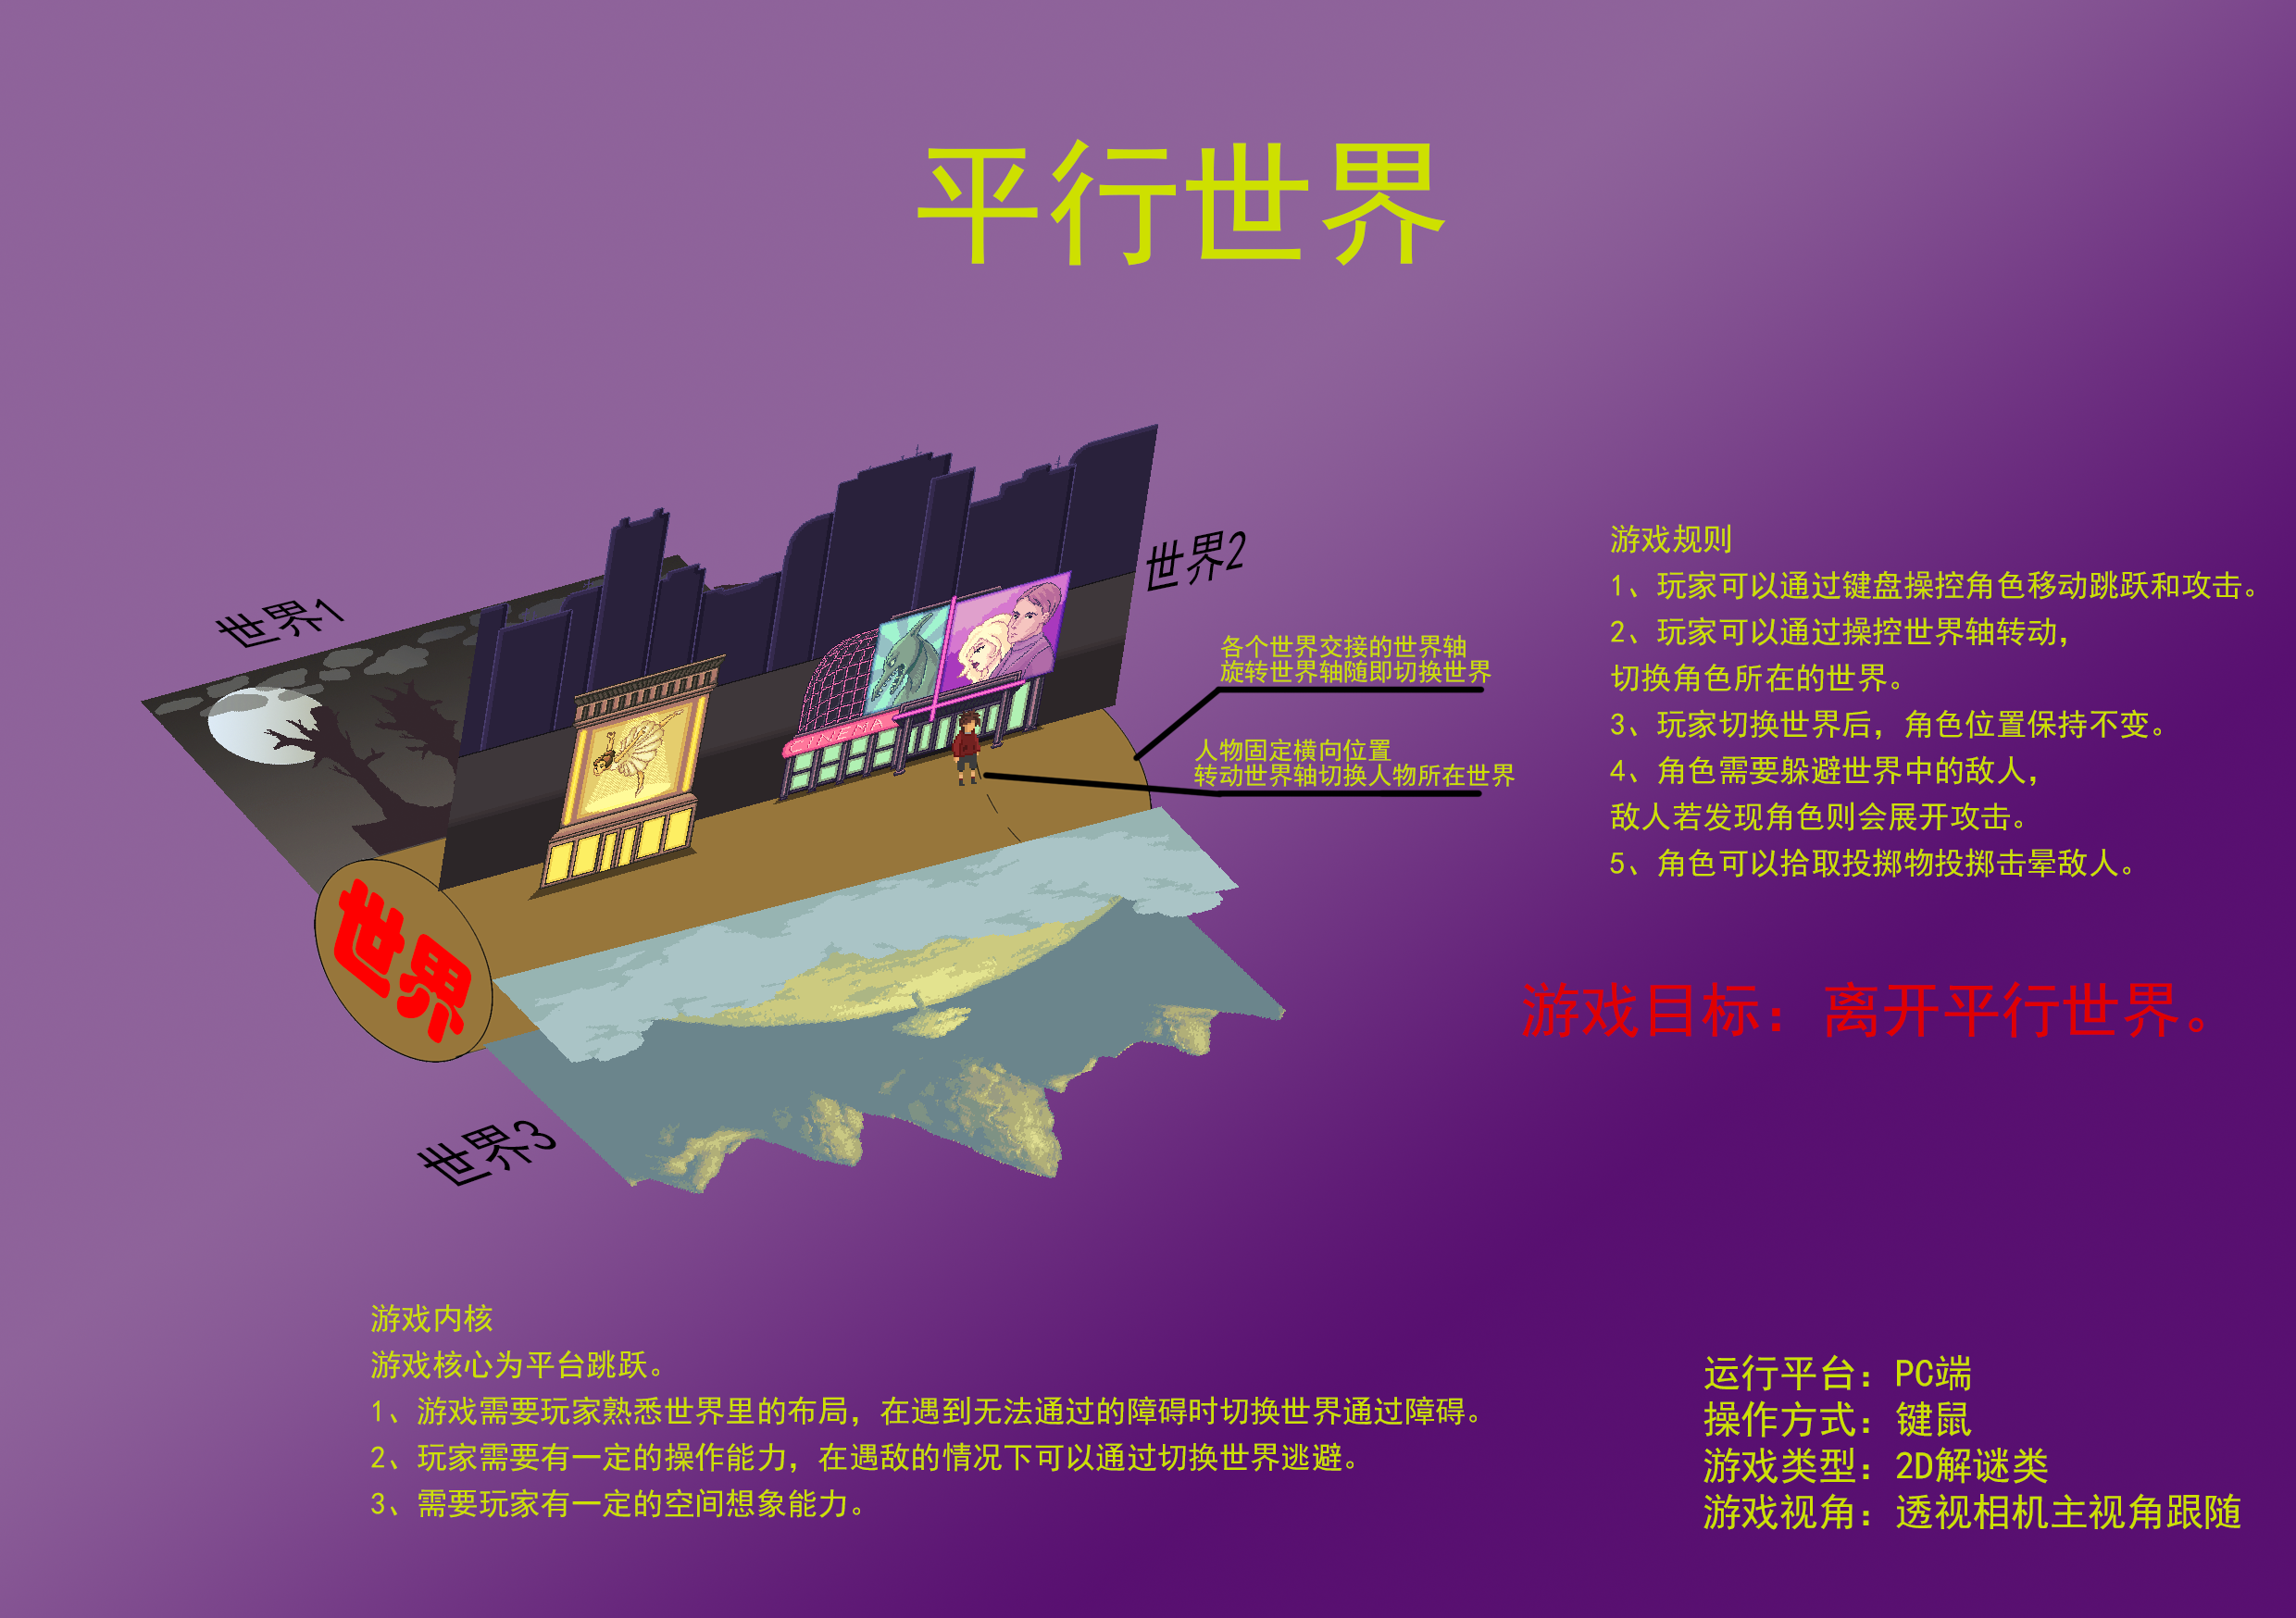 平行世界
世界1
世界2
各个世界交接的世界轴
旋转世界轴随即切换世界
人物固定横向位置
转动世界轴切换人物所在世界
CINEMA
世界
世界3
游戏规则
1、玩家可以通过键盘操控角色移动跳跃和攻击。
2、玩家可以通过操控世界轴转动，
切换角色所在的世界。
3、玩家切换世界后，角色位置保持不变。
4、角色需要躲避世界中的敌人，
敌人若发现角色则会展开攻击。
5、角色可以拾取投掷物投掷击晕敌人。
游戏目标：离开平行世界。
游戏内核
游戏核心为平台跳跃。
1、游戏需要玩家熟悉世界里的布局，在遇到无法通过的障碍时切换世界通过障碍。
2、玩家需要有一定的操作能力，在遇敌的情况下可以通过切换世界逃避。
3、需要玩家有一定的空间想象能力。
运行平台：PC端
操作方式：键鼠
游戏类型：2D解谜类
游戏视角：透视相机主视角跟随